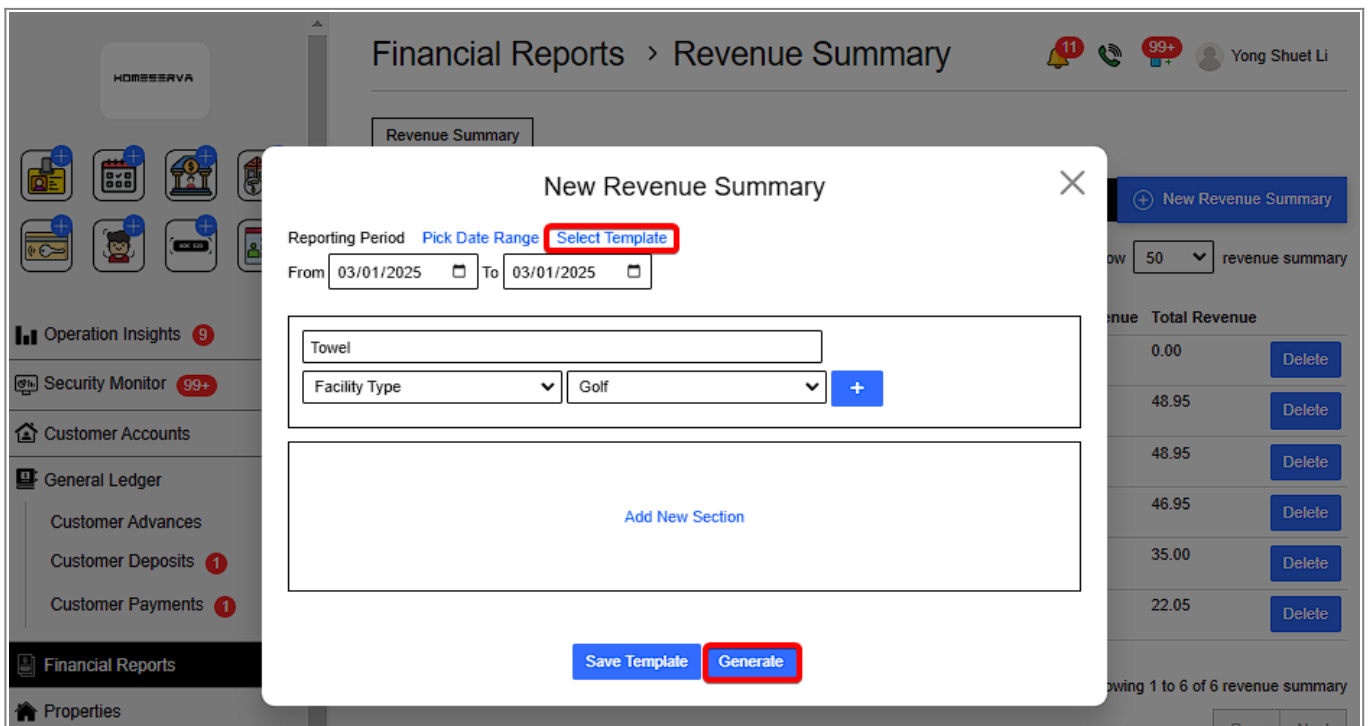 HOMESERVA
Financial Reports > Revenue Summary
11
99+
Yong Shuet Li
Revenue Summary
New Revenue Summary
New Revenue Summary
Reporting Period Pick Date Range Select Template
From 03/01/2025 To 03/01/2025
ow 50 revenue summary
Towel
Facility Type Golf +
Add New Section
Save Template Generate
enue Total Revenue
0.00 Delete
48.95 Delete
48.95 Delete
46.95 Delete
35.00 Delete
22.05 Delete
owing 1 to 6 of 6 revenue summary
Operation Insights 9
Security Monitor 99+
Customer Accounts
General Ledger
Customer Advances
Customer Deposits 1
Customer Payments 1
Financial Reports
Properties